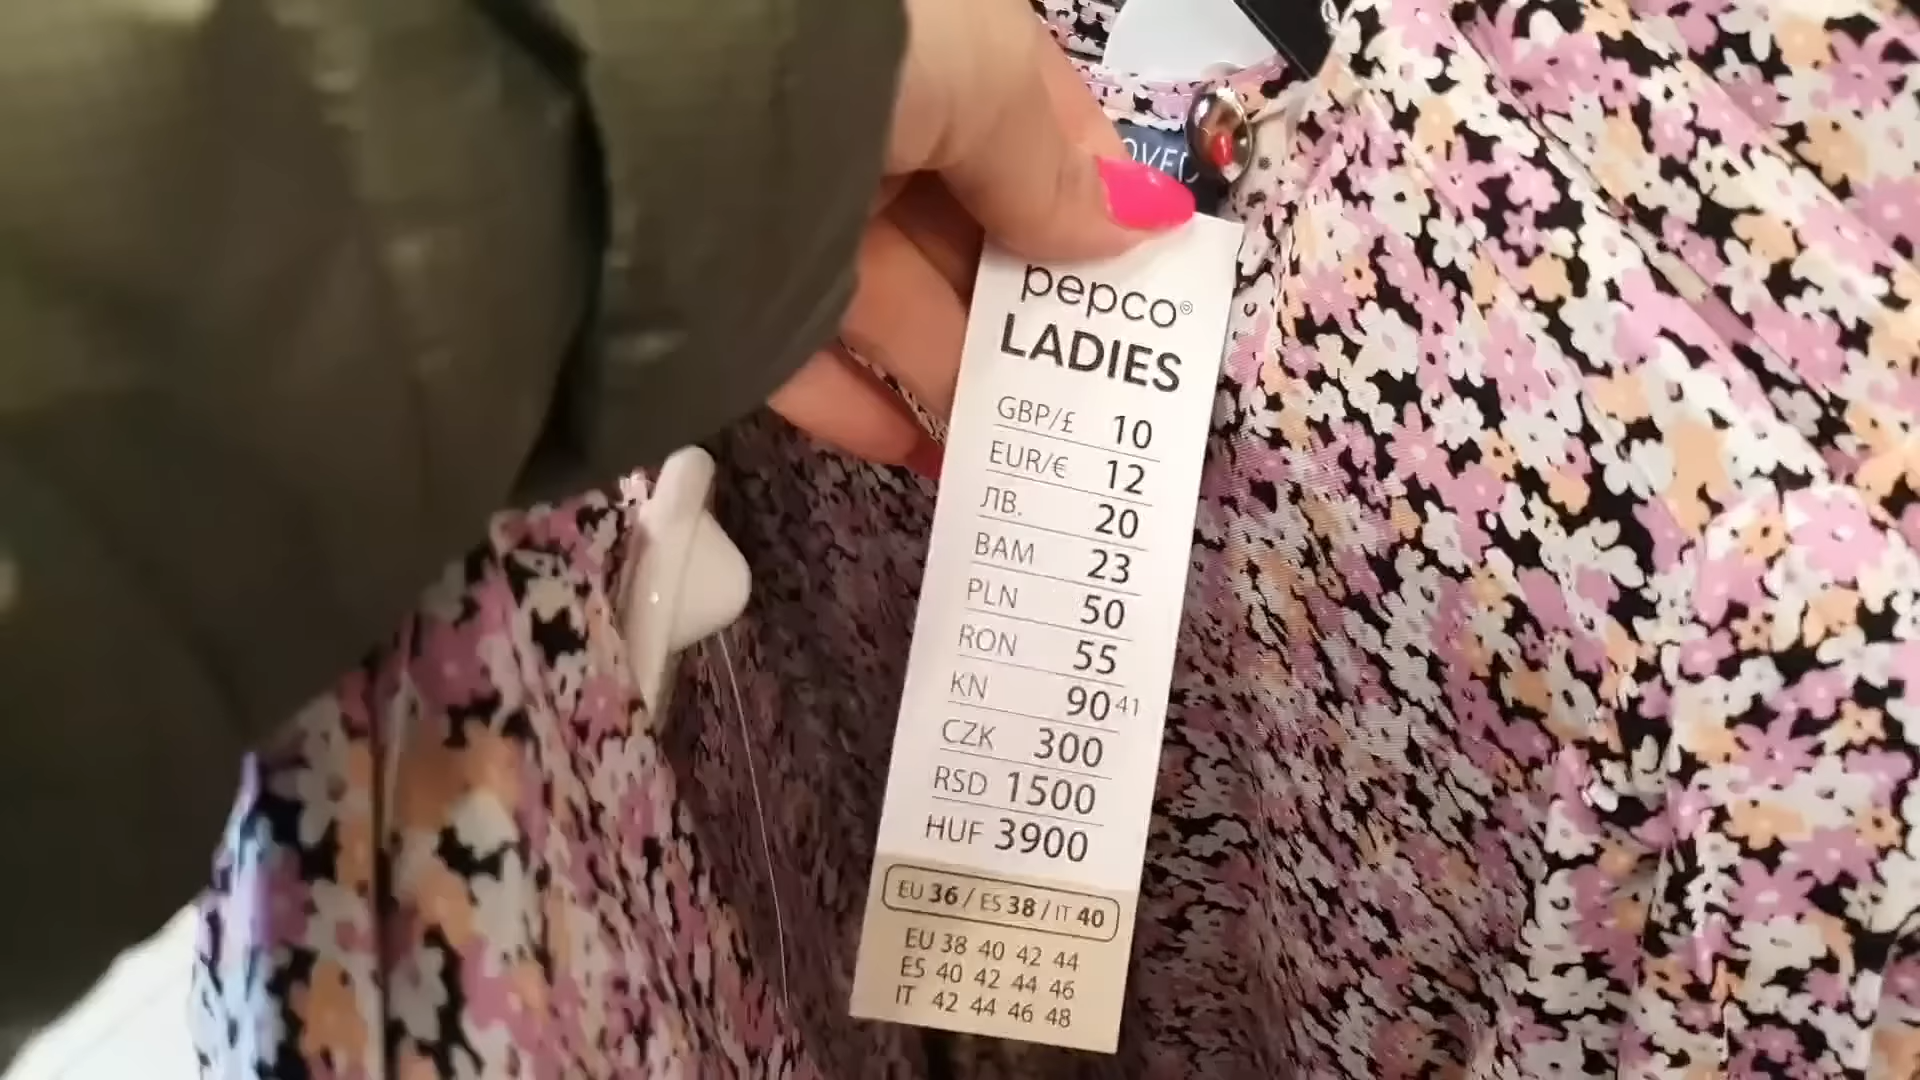 pepco®
LADIES
GBP/£ 10
EUR/€ 12
ЛВ. 20
BAM 23
PLN 50
RON 55
KN 90 41
CZK 300
RSD 1500
HUF 3900
EU 36 / ES 38 / IT 40
EU 38 40 42 44
ES 40 42 44 46
IT 42 44 46 48